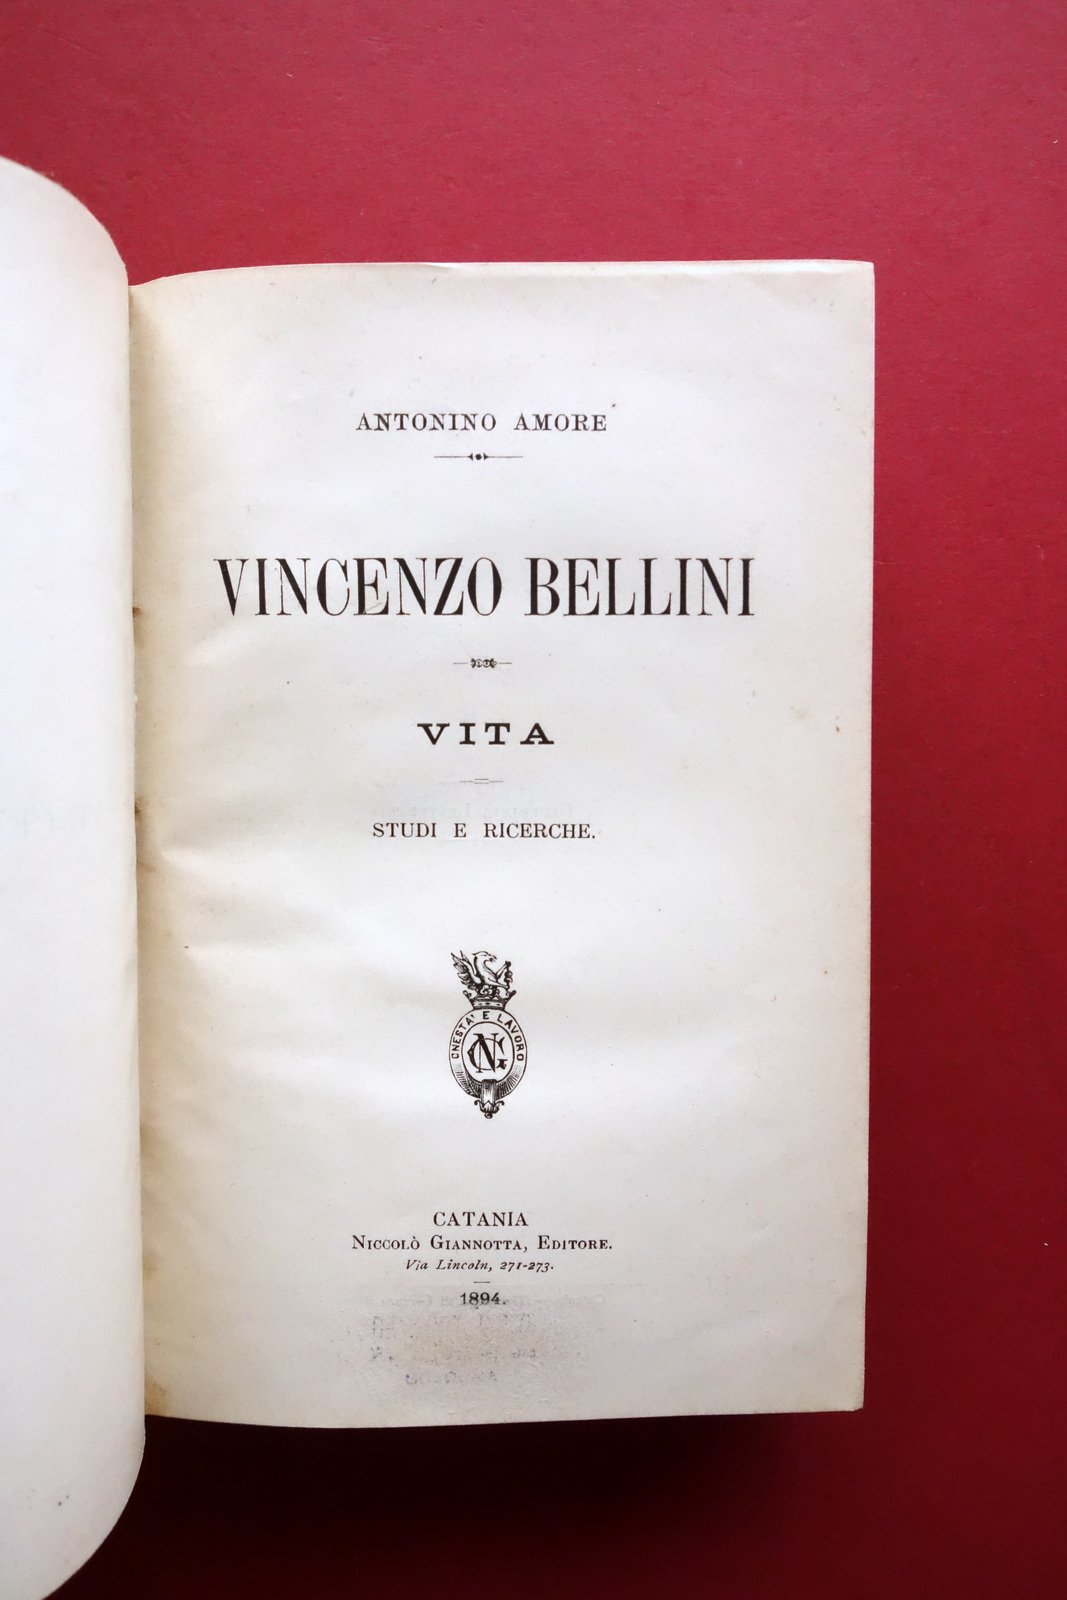 ANTONINO AMORE
VINCENZO BELLINI
VITA
STUDI E RICERCHE.
ONESTA' E LAVORO
NG
CATANIA
NICCOLÒ GIANNOTTA, EDITORE.
Via Lincoln, 271-273.
1894.